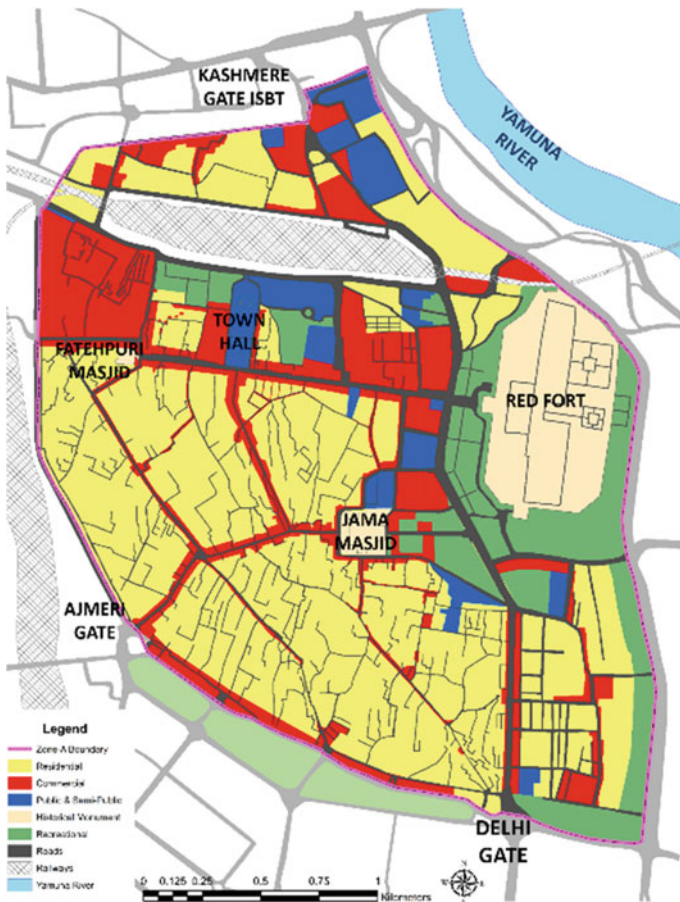 KASHMERE
GATE ISBT
YAMUNA
RIVER
TOWN
HALL
FATEHPURI
MASJID
RED FORT
JAMA
MASJID
AJMERI
GATE
DELHI
GATE
Legend
Zone-A Boundary
Residential
Commercial
Public & Semi-Public
Historical Monument
Recreational
Roads
Railways
Yamuna River
0 0.125 0.25 0.5 0.75 1
Kilometers
N
W E
S